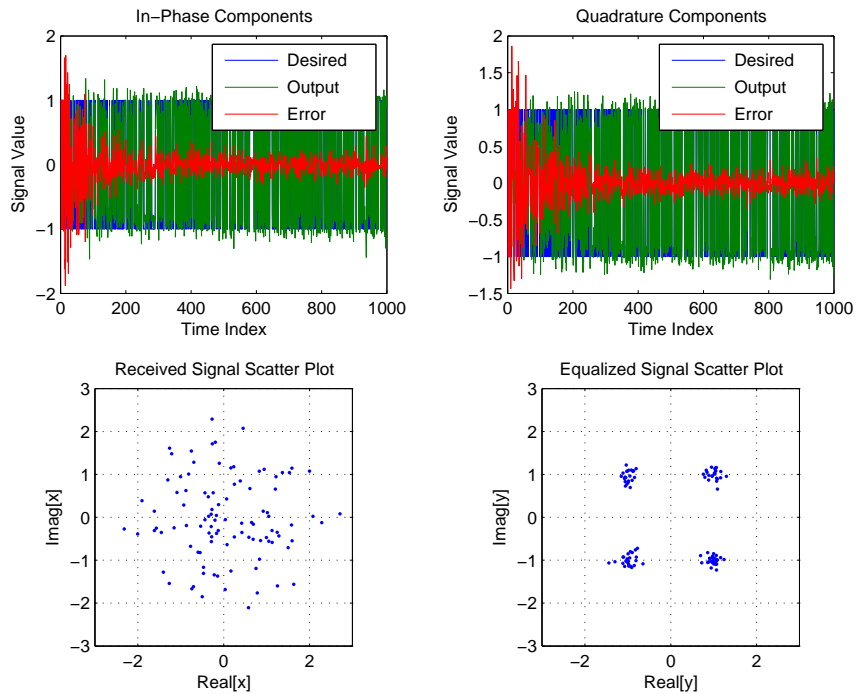 In−Phase Components
2
1
0
−1
−2
0 200 400 600 800 1000
Signal Value
Time Index
Desired
Output
Error
Quadrature Components
2
1.5
1
0.5
0
−0.5
−1
−1.5
0 200 400 600 800 1000
Signal Value
Time Index
Desired
Output
Error
Received Signal Scatter Plot
3
2
1
0
−1
−2
−3
−2 0 2
Imag[x]
Real[x]
Equalized Signal Scatter Plot
3
2
1
0
−1
−2
−3
−2 0 2
Imag[y]
Real[y]